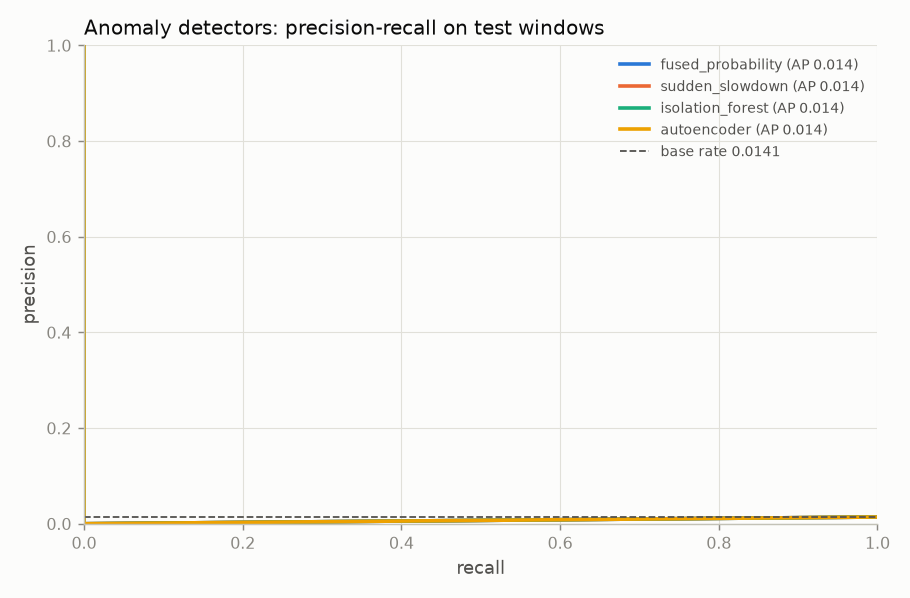 Anomaly detectors: precision-recall on test windows
1.0
0.8
0.6
0.4
0.2
0.0
precision
fused_probability (AP 0.014)
sudden_slowdown (AP 0.014)
isolation_forest (AP 0.014)
autoencoder (AP 0.014)
base rate 0.0141
0.0 0.2 0.4 0.6 0.8 1.0
recall